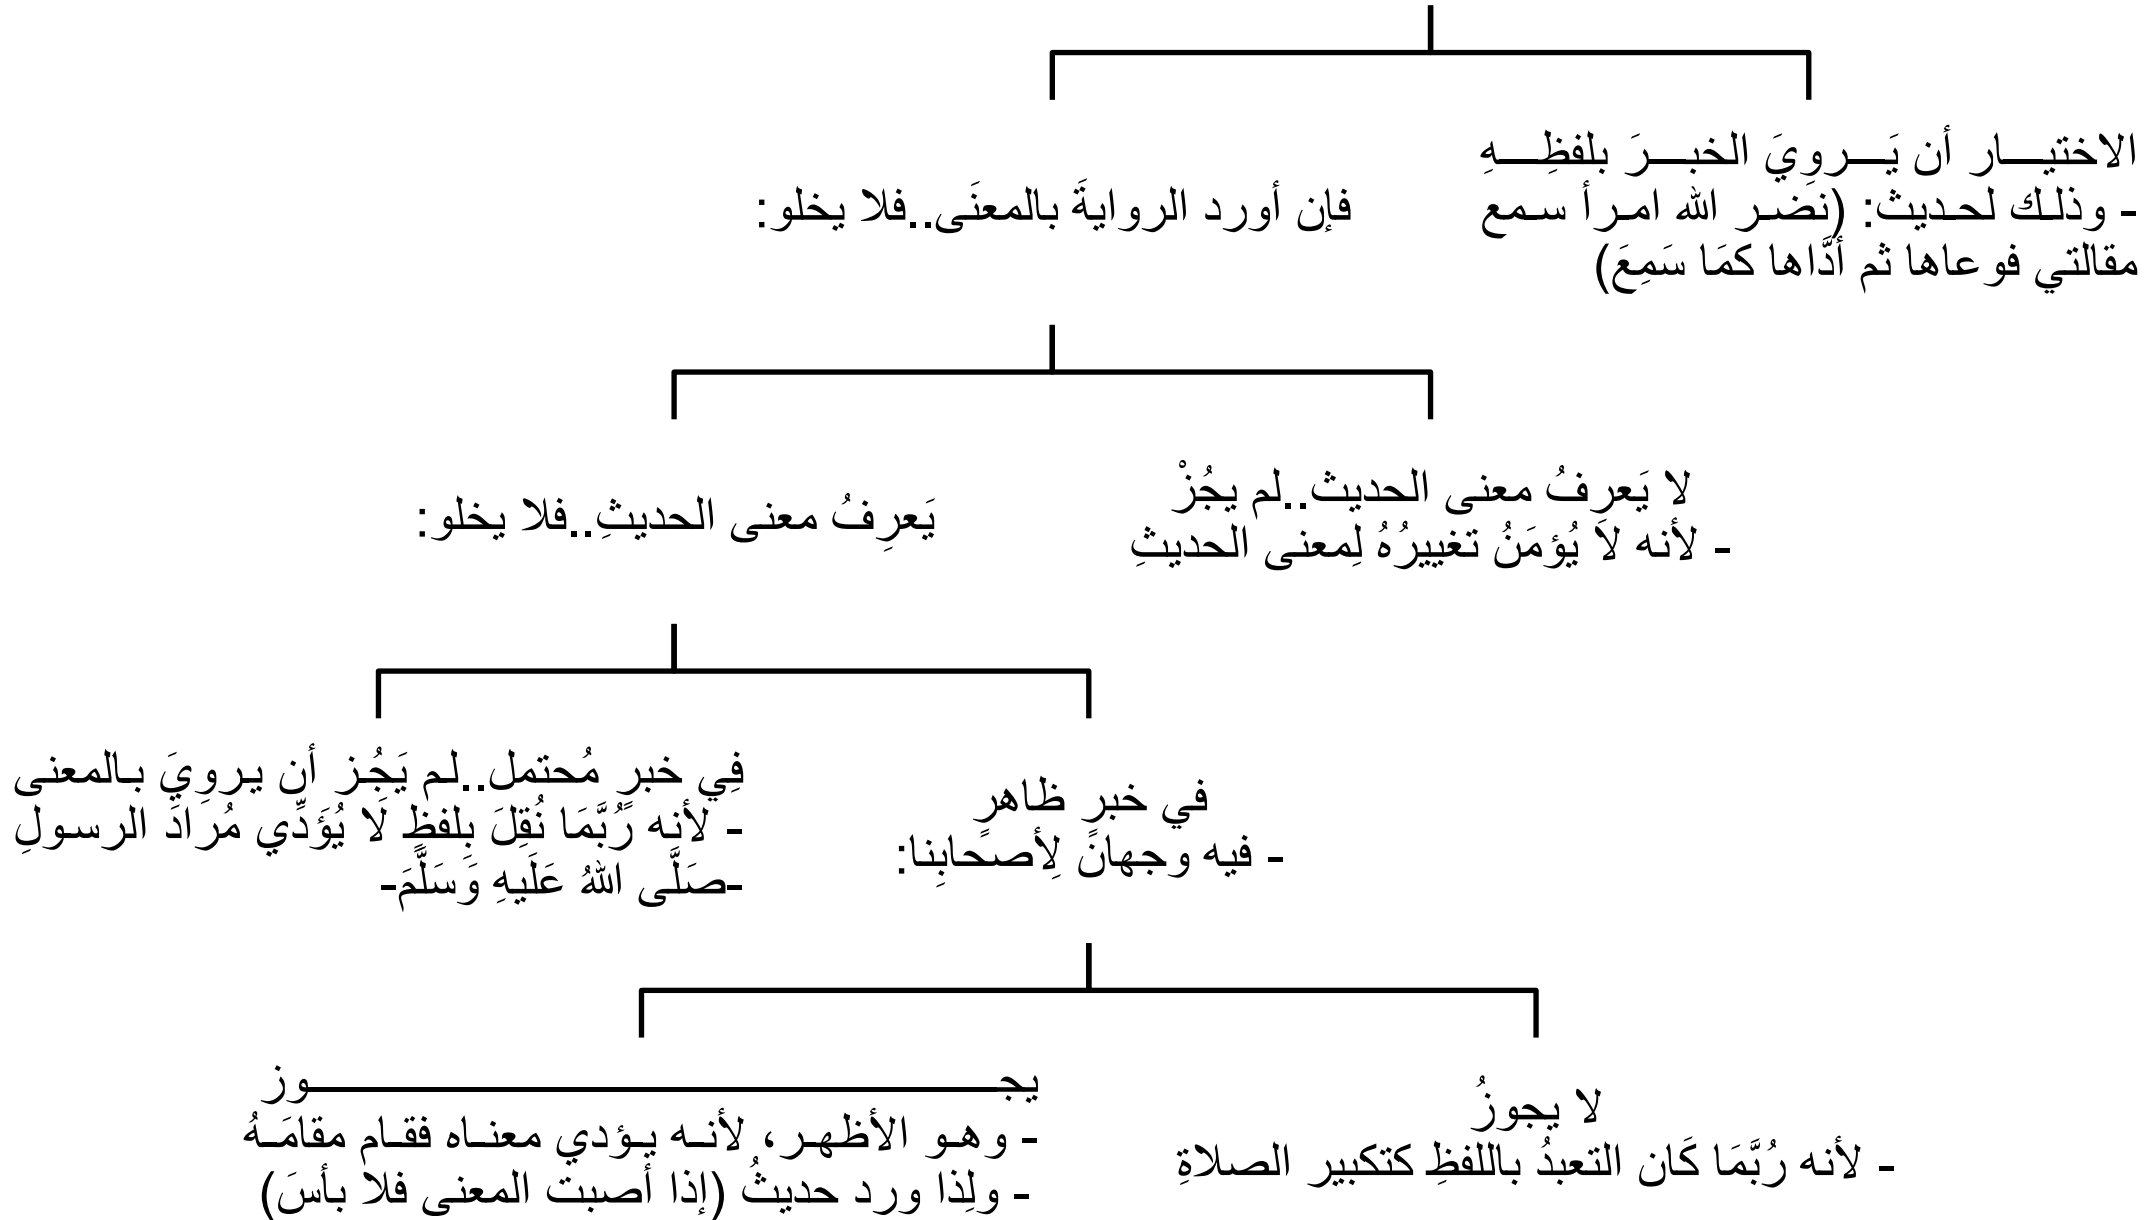 الاختيار أن يَروِيَ الخبرَ بلفظِهِ
- وذلك لحديث: (نضر الله امرأ سمع
مقالتي فوعاها ثم أدَّاها كمَا سَمِعَ)
فإن أورد الروايةَ بالمعنَى..فلا يخلو:
لا يَعرِفُ معنى الحديث..لم يجُزْ
- لأنه لاَ يُؤمَنُ تغييرُهُ لِمعنى الحديثِ
يَعرِفُ معنى الحديثِ..فلا يخلو:
في خبرٍ ظاهرٍ
- فيه وجهانِ لِأصحَابِنا:
فِي خبرٍ مُحتمل..لم يَجُز أن يروِيَ بالمعنى
- لأنه رُبَّمَا نُقِلَ بِلفظٍ لَا يُؤَدِّي مُرَادَ الرسولِ
-صَلَّى اللهُ عَلَيهِ وَسَلَّمَ-
لا يجوزُ
- لأنه رُبَّمَا كَان التعبدُ باللفظِ كتكبير الصلاةِ
يجوز
- وهو الأظهر، لأنه يؤدي معناه فقام مقامَهُ
- ولِذا ورد حديثُ (إذا أصبت المعنى فلا بأسَ)